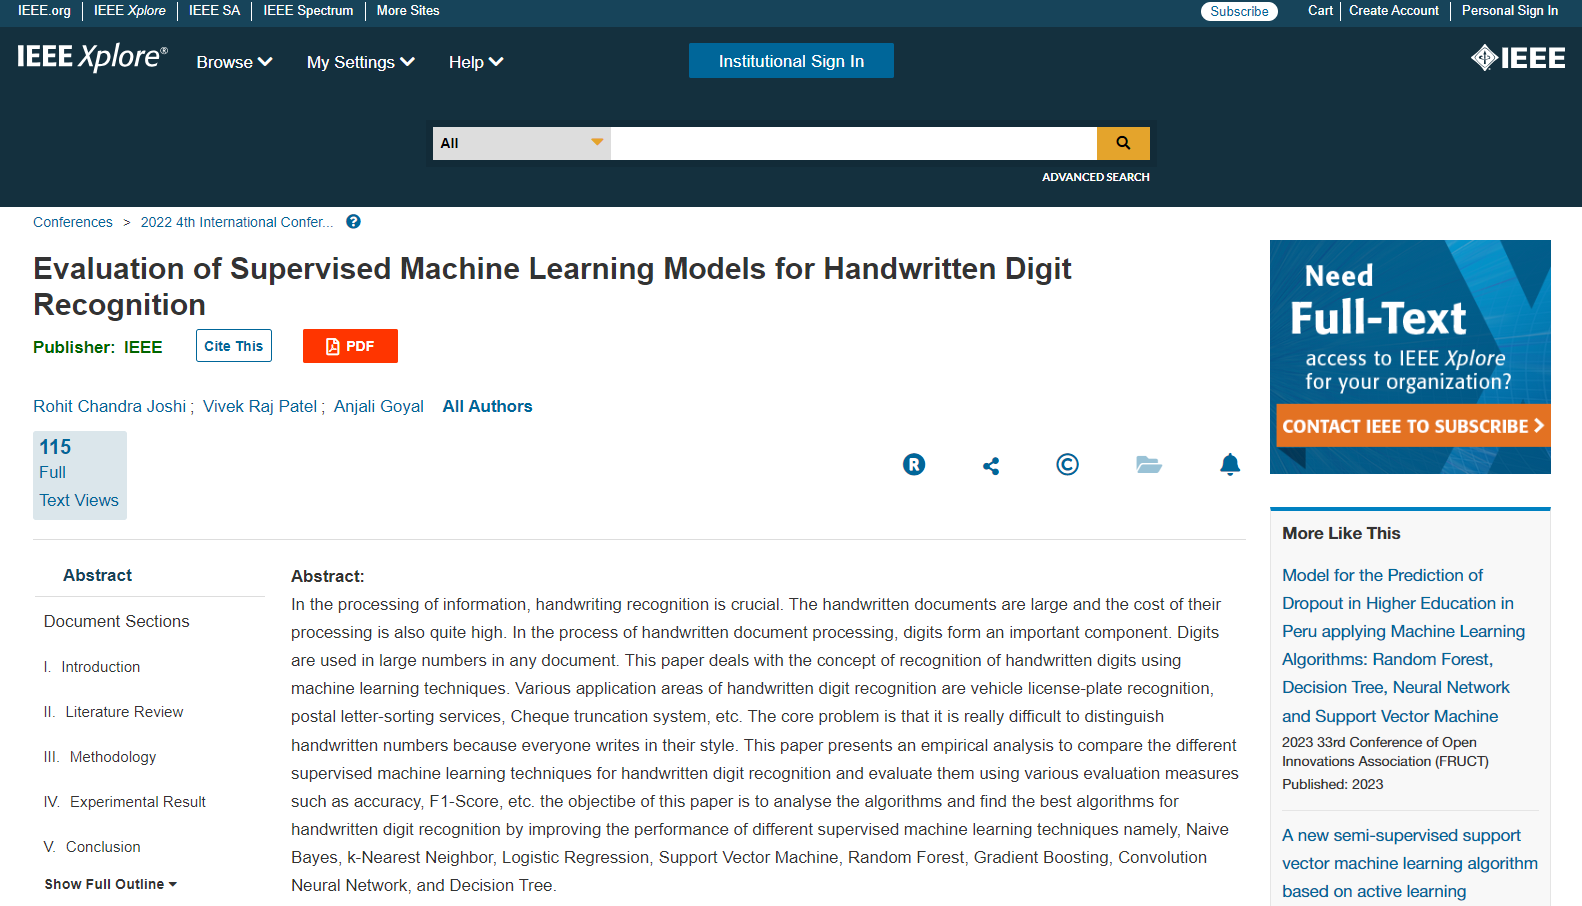 IEEE.org IEEE Xplore IEEE SA IEEE Spectrum More Sites Subscribe Cart Create Account Personal Sign In
IEEE Xplore® Browse My Settings Help Institutional Sign In IEEE
All
ADVANCED SEARCH
Conferences > 2022 4th International Confer... ?
Evaluation of Supervised Machine Learning Models for Handwritten Digit
Recognition
Publisher: IEEE Cite This PDF
Rohit Chandra Joshi ; Vivek Raj Patel ; Anjali Goyal All Authors
115
Full
Text Views
R ©
Abstract
Document Sections
I. Introduction
II. Literature Review
III. Methodology
IV. Experimental Result
V. Conclusion
Show Full Outline
Abstract:
In the processing of information, handwriting recognition is crucial. The handwritten documents are large and the cost of their
processing is also quite high. In the process of handwritten document processing, digits form an important component. Digits
are used in large numbers in any document. This paper deals with the concept of recognition of handwritten digits using
machine learning techniques. Various application areas of handwritten digit recognition are vehicle license-plate recognition,
postal letter-sorting services, Cheque truncation system, etc. The core problem is that it is really difficult to distinguish
handwritten numbers because everyone writes in their style. This paper presents an empirical analysis to compare the different
supervised machine learning techniques for handwritten digit recognition and evaluate them using various evaluation measures
such as accuracy, F1-Score, etc. the objectibe of this paper is to analyse the algorithms and find the best algorithms for
handwritten digit recognition by improving the performance of different supervised machine learning techniques namely, Naive
Bayes, k-Nearest Neighbor, Logistic Regression, Support Vector Machine, Random Forest, Gradient Boosting, Convolution
Neural Network, and Decision Tree.
Need
Full-Text
access to IEEE Xplore
for your organization?
CONTACT IEEE TO SUBSCRIBE
More Like This
Model for the Prediction of
Dropout in Higher Education in
Peru applying Machine Learning
Algorithms: Random Forest,
Decision Tree, Neural Network
and Support Vector Machine
2023 33rd Conference of Open
Innovations Association (FRUCT)
Published: 2023
A new semi-supervised support
vector machine learning algorithm
based on active learning